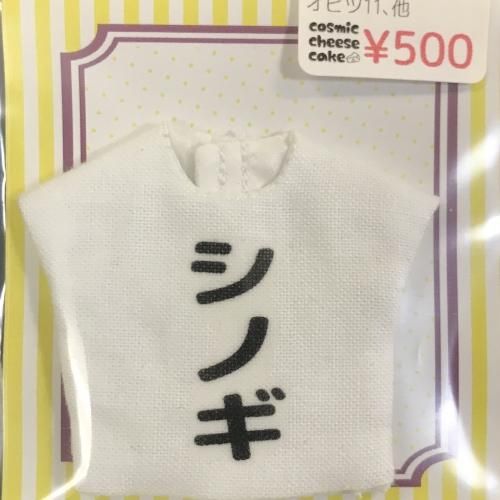 オビツ11、他
cosmic
cheese
cake
¥500
シノギ